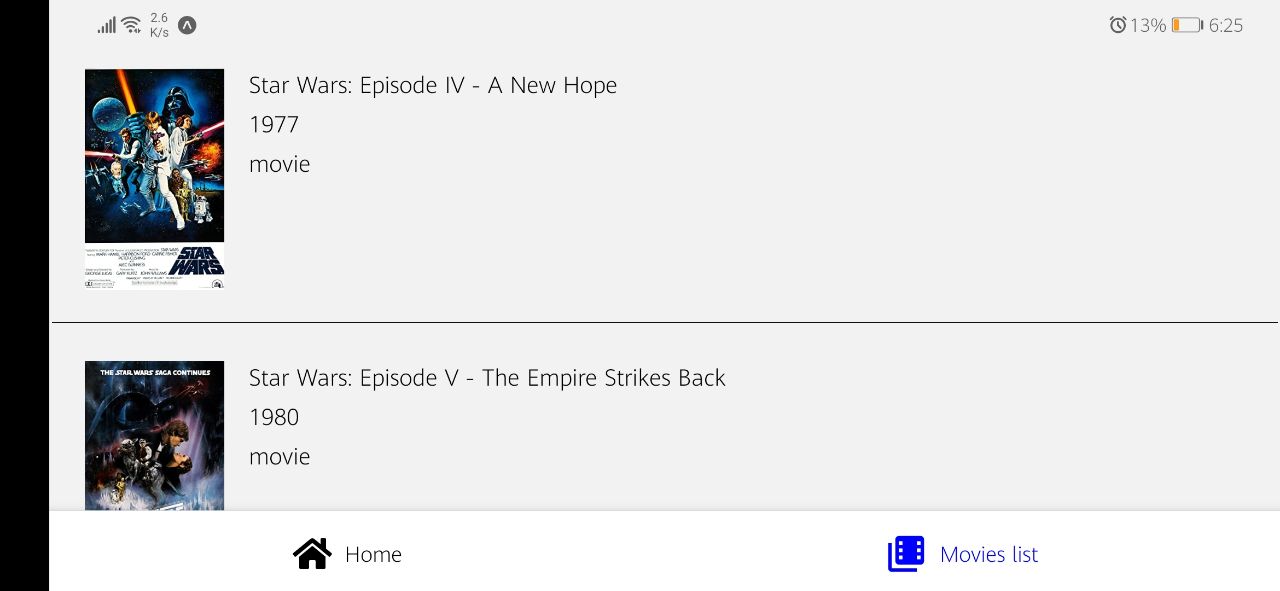 2.6
K/s
13%
6:25
Star Wars: Episode IV - A New Hope
1977
movie
STAR
WARS
THE STAR WARS SAGA CONTINUES
Star Wars: Episode V - The Empire Strikes Back
1980
movie
Home
Movies list